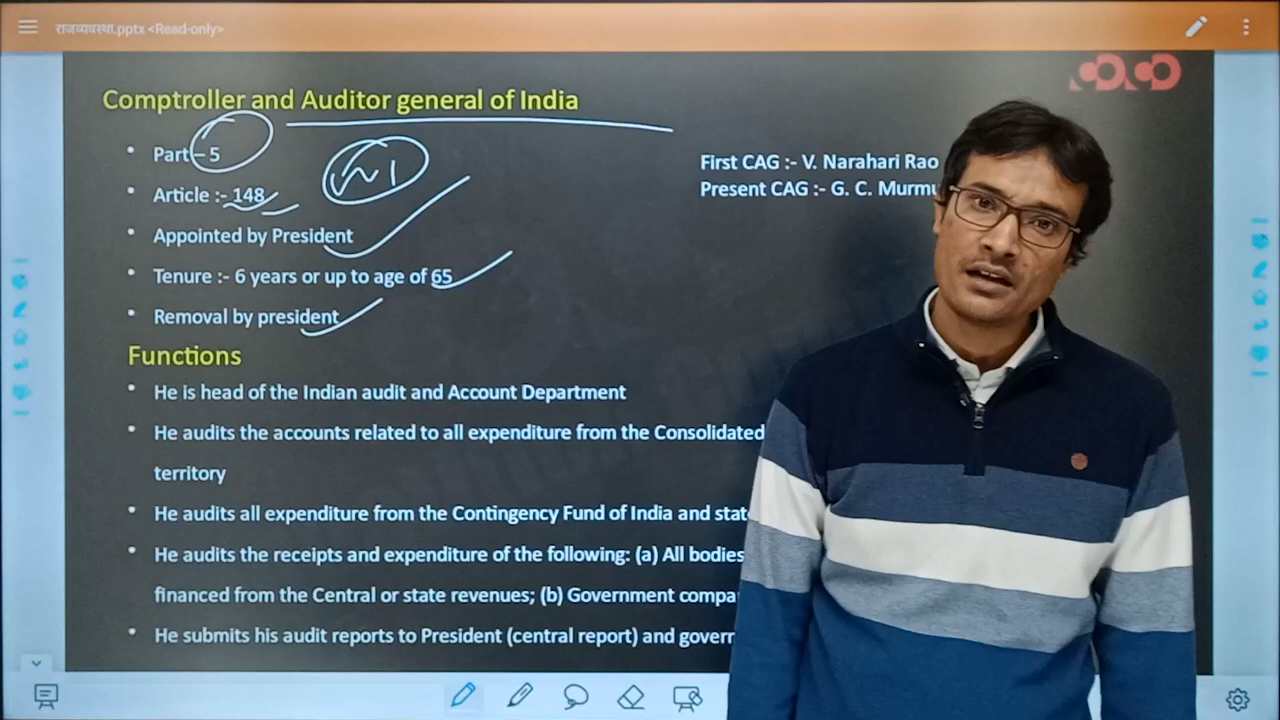 राजव्यवस्था.pptx <Read-only>
Comptroller and Auditor general of India
• Part – 5
• Article :- 148
• Appointed by President
• Tenure :- 6 years or up to age of 65
• Removal by president
First CAG :- V. Narahari Rao
Present CAG :- G. C. Murmu
Functions
• He is head of the Indian audit and Account Department
• He audits the accounts related to all expenditure from the Consolidated
territory
• He audits all expenditure from the Contingency Fund of India and stat
• He audits the receipts and expenditure of the following: (a) All bodies
financed from the Central or state revenues; (b) Government compa
• He submits his audit reports to President (central report) and govern